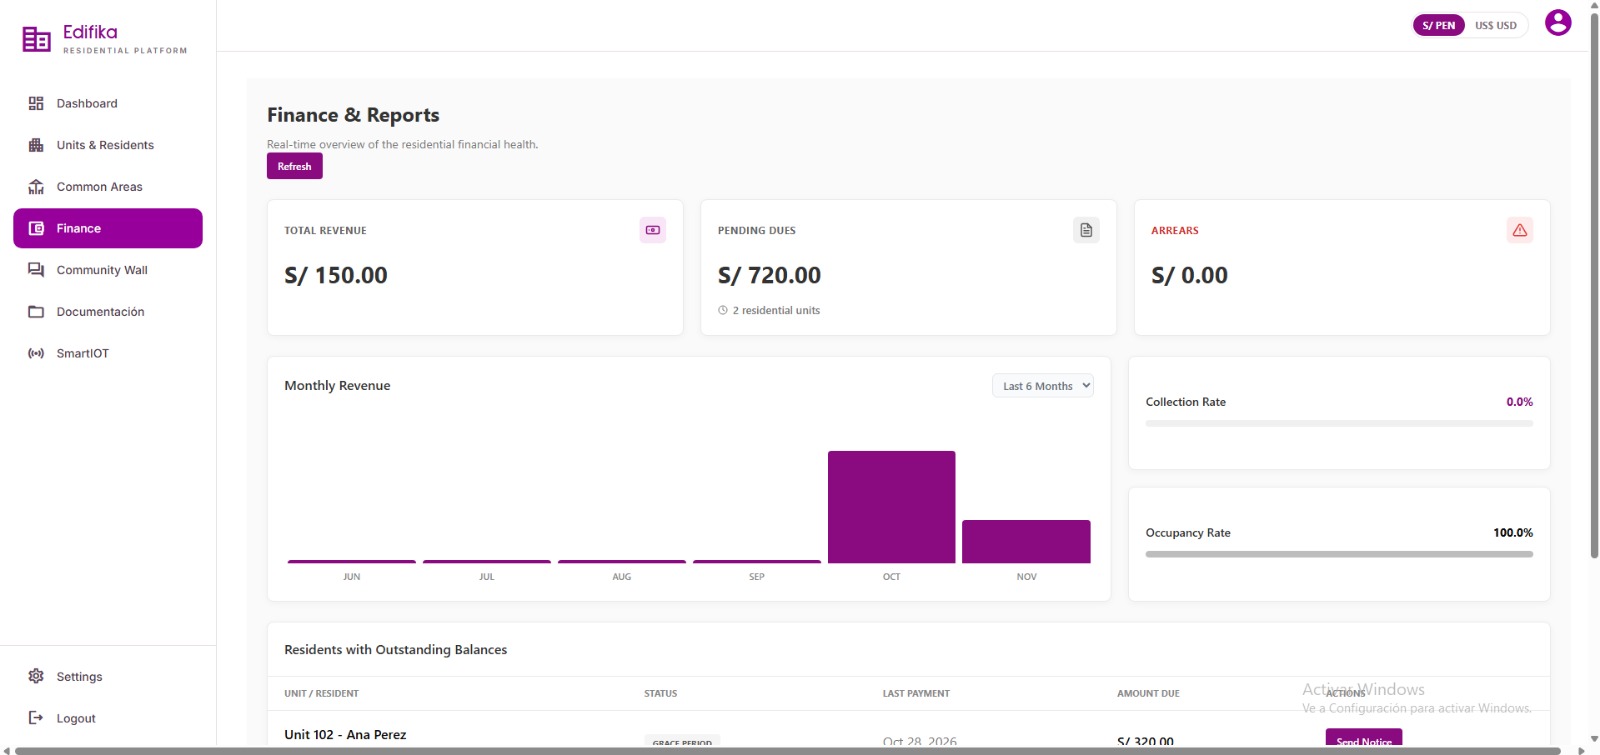 Edifika
RESIDENTIAL PLATFORM
S/ PEN US$ USD
Dashboard
Units & Residents
Common Areas
Finance
Community Wall
Documentación
SmartIOT
Settings
Logout
Finance & Reports
Real-time overview of the residential financial health.
Refresh
TOTAL REVENUE
S/ 150.00
PENDING DUES
S/ 720.00
2 residential units
ARREARS
S/ 0.00
Monthly Revenue
Last 6 Months
JUN JUL AUG SEP OCT NOV
Collection Rate 0.0%
Occupancy Rate 100.0%
Residents with Outstanding Balances
UNIT / RESIDENT STATUS LAST PAYMENT AMOUNT DUE ACTIONS
Unit 102 - Ana Perez
GRACE PERIOD Oct 28, 2026 S/ 320.00 Send Notice
Activar Windows
Ve a Configuración para activar Windows.